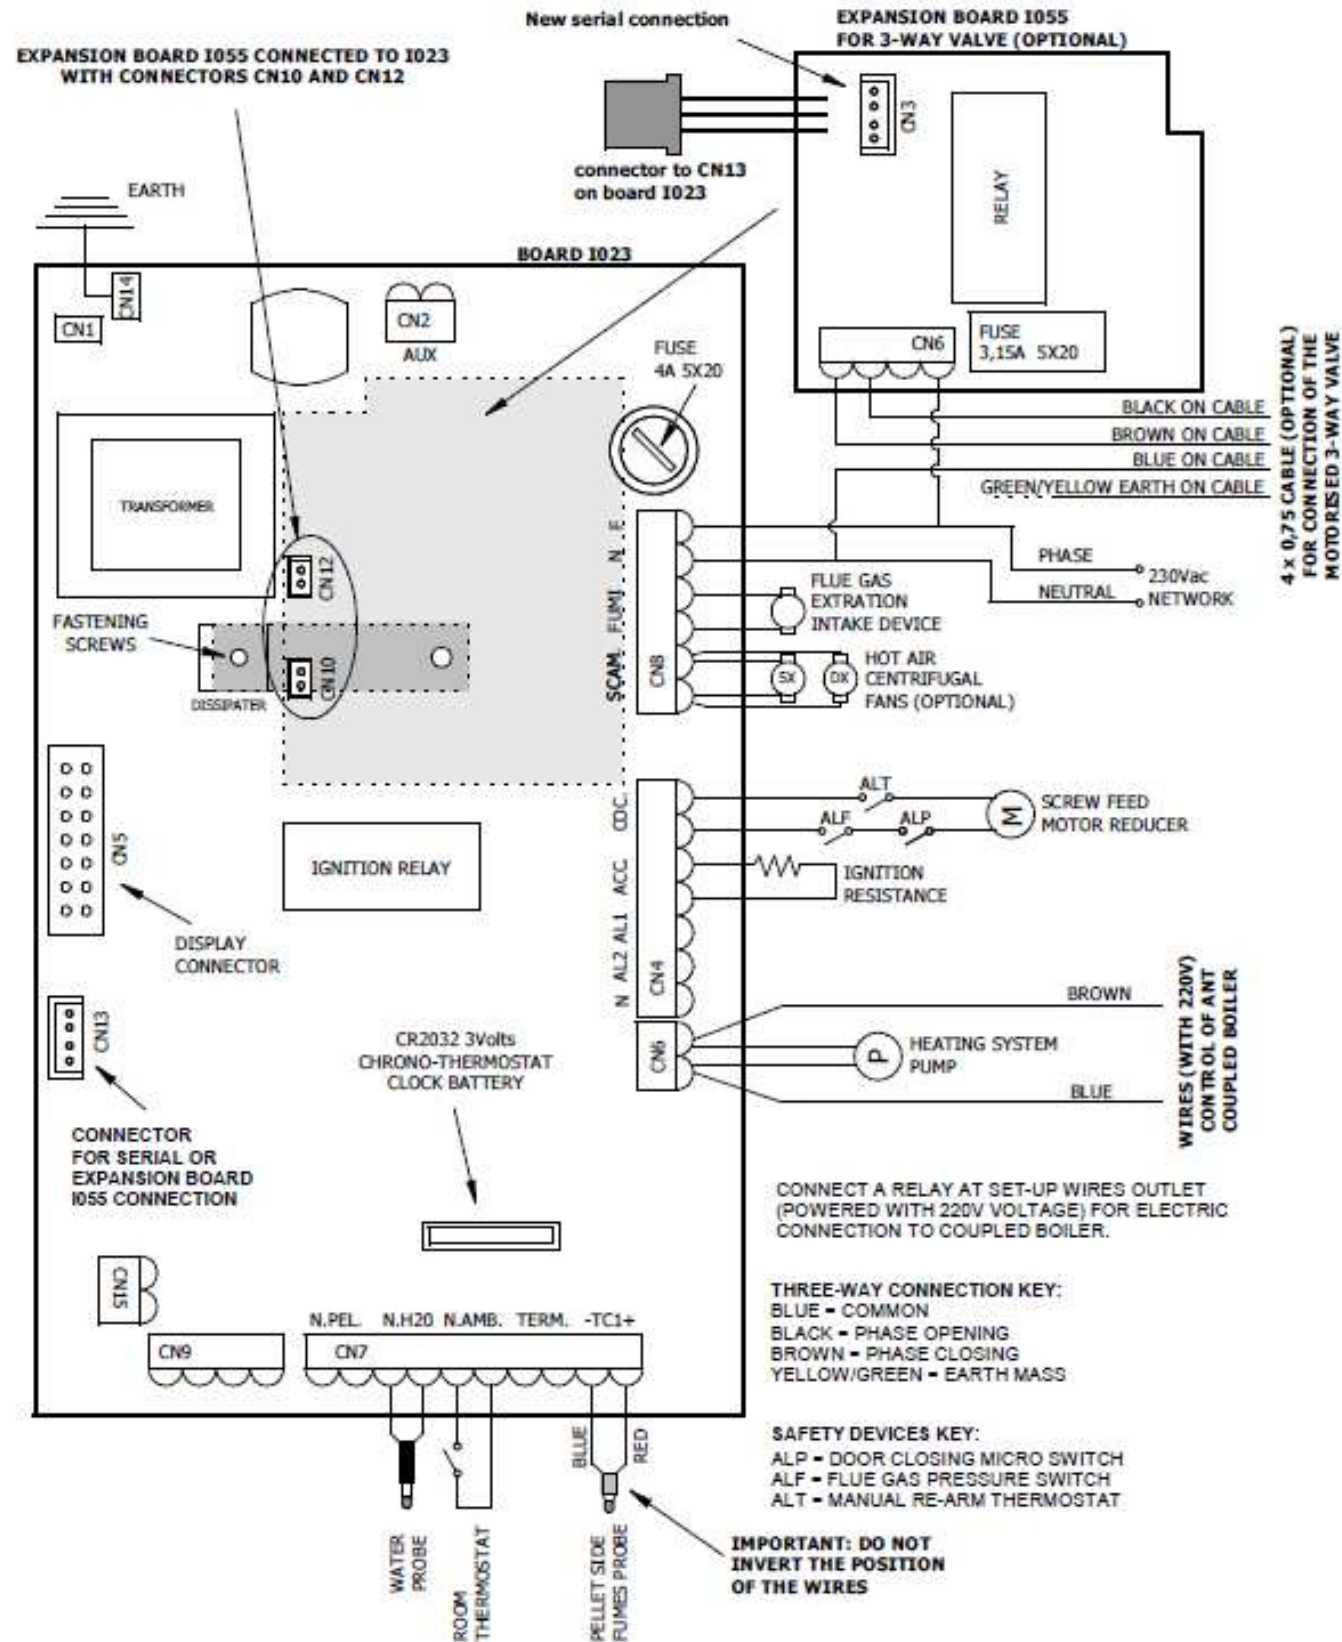 New serial connection
EXPANSION BOARD I055
FOR 3-WAY VALVE (OPTIONAL)
EXPANSION BOARD I055 CONNECTED TO I023
WITH CONNECTORS CN10 AND CN12
CN3
connector to CN13
on board I023
RELAY
EARTH
BOARD I023
CN14
CN1
CN2
AUX
FUSE
4A 5X20
CN6
FUSE
3,15A 5X20
BLACK ON CABLE
BROWN ON CABLE
BLUE ON CABLE
GREEN/YELLOW EARTH ON CABLE
4 x 0,75 CABLE (OPTIONAL)
FOR CONNECTION OF THE
MOTORISED 3-WAY VALVE
TRANSFORMER
CN12
CN10
FASTENING
SCREWS
DISSIPATER
SCAM. FUMI N F
CN8
PHASE
NEUTRAL
230Vac
NETWORK
FLUE GAS
EXTRATION
INTAKE DEVICE
SX
DX
HOT AIR
CENTRIFUGAL
FANS (OPTIONAL)
CN5
DISPLAY
CONNECTOR
IGNITION RELAY
N AL2 AL1 ACC. COC.
CN4
ALT
ALF
ALP
M
SCREW FEED
MOTOR REDUCER
IGNITION
RESISTANCE
CN13
CONNECTOR
FOR SERIAL OR
EXPANSION BOARD
I055 CONNECTION
CR2032 3Volts
CHRONO-THERMOSTAT
CLOCK BATTERY
CN6
BROWN
P
HEATING SYSTEM
PUMP
BLUE
WIRES (WITH 220V)
CONTROL OF ANT
COUPLED BOILER
CONNECT A RELAY AT SET-UP WIRES OUTLET
(POWERED WITH 220V VOLTAGE) FOR ELECTRIC
CONNECTION TO COUPLED BOILER.
THREE-WAY CONNECTION KEY:
BLUE = COMMON
BLACK = PHASE OPENING
BROWN = PHASE CLOSING
YELLOW/GREEN = EARTH MASS
SAFETY DEVICES KEY:
ALP = DOOR CLOSING MICRO SWITCH
ALF = FLUE GAS PRESSURE SWITCH
ALT = MANUAL RE-ARM THERMOSTAT
CN15
CN9
N.PEL. N.H20 N.AMB. TERM. -TC1+
CN7
BLUE
RED
WATER
PROBE
ROOM
THERMOSTAT
PELLET SIDE
FUMES PROBE
IMPORTANT: DO NOT
INVERT THE POSITION
OF THE WIRES